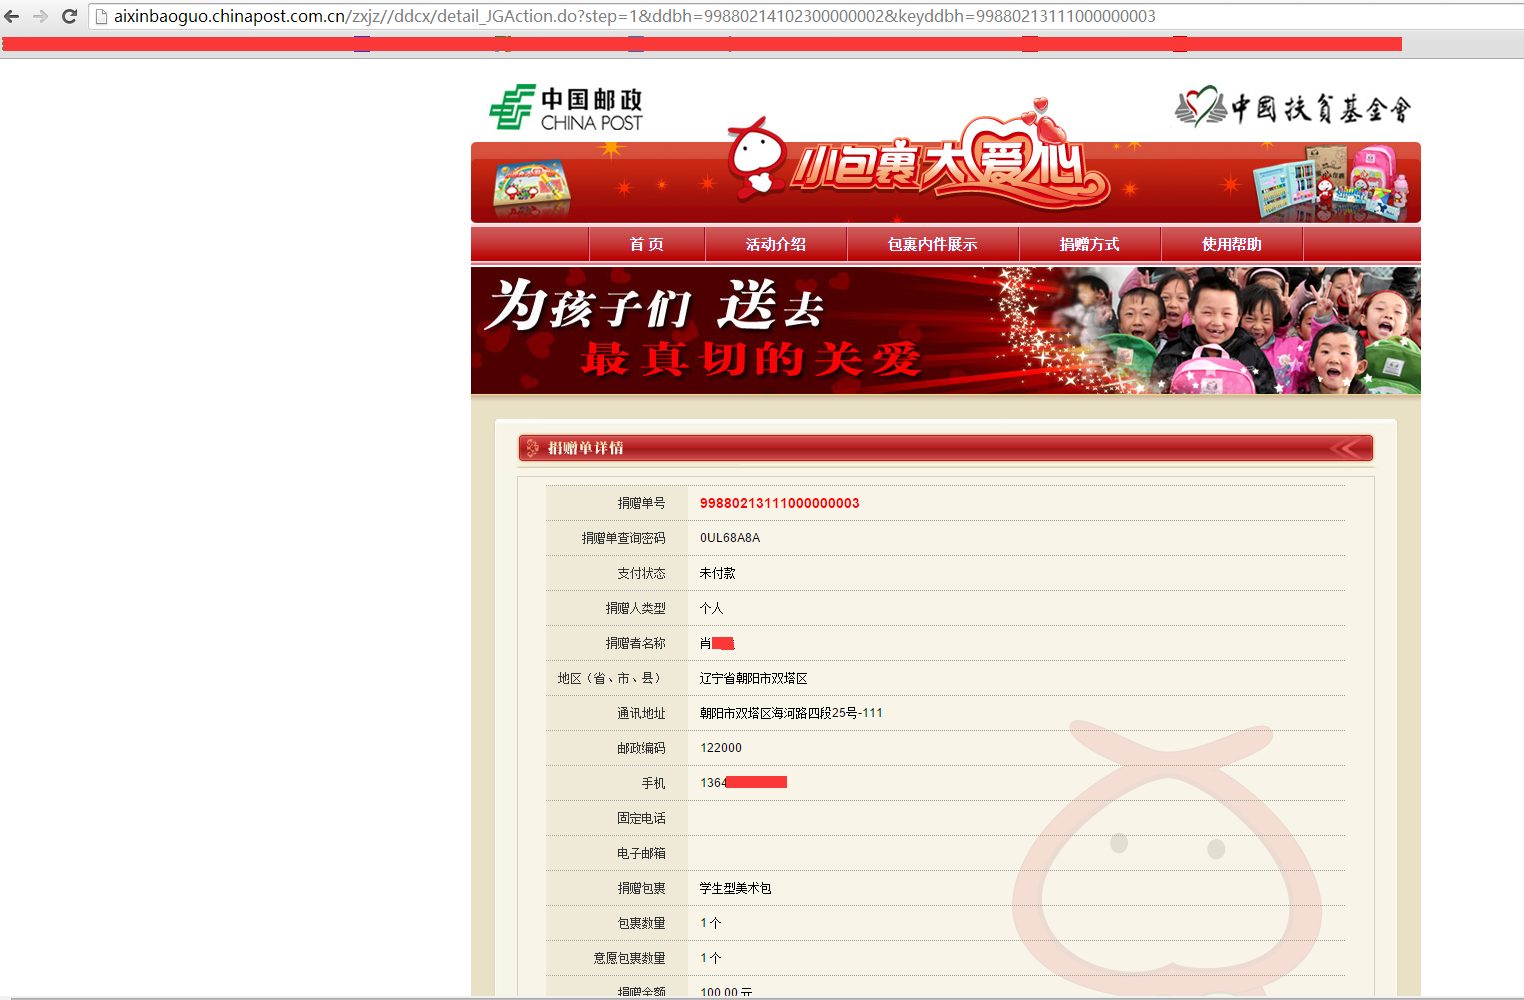 aixinbaoguo.chinapost.com.cn/zxjz//ddcx/detail_JGAction.do?step=1&ddbh=99880214102300000002&keyddbh=99880213111000000003
中国邮政
CHINA POST
中國扶貧基金會
小包裹大爱心
首 页 活动介绍 包裹内件展示 捐赠方式 使用帮助
为孩子们 送去
最真切的关爱
捐赠单详情
捐赠单号 99880213111000000003
捐赠单查询密码 0UL68A8A
支付状态 未付款
捐赠人类型 个人
捐赠者名称 肖
地区（省、市、县） 辽宁省朝阳市双塔区
通讯地址 朝阳市双塔区海河路四段25号-111
邮政编码 122000
手机 1364
固定电话
电子邮箱
捐赠包裹 学生型美术包
包裹数量 1 个
意愿包裹数量 1 个
捐赠金额 100.00 元